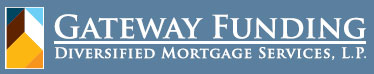 Gateway Funding
Diversified Mortgage Services, L.P.